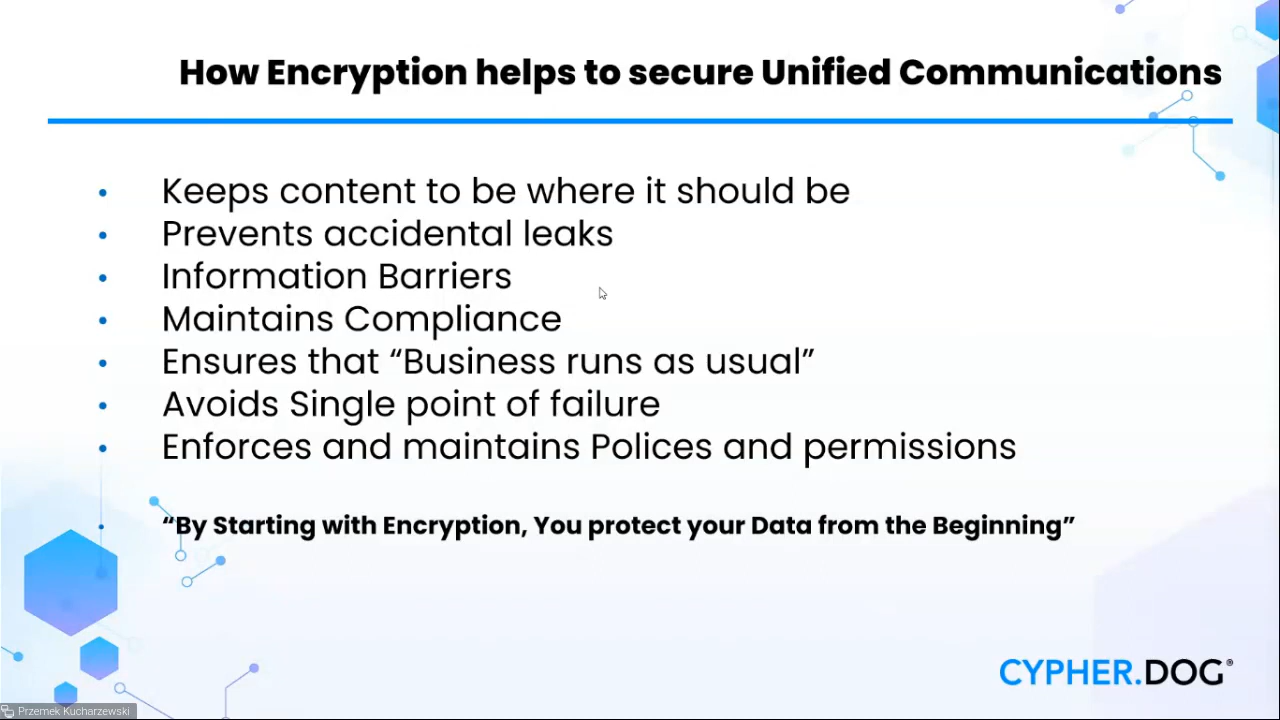 How Encryption helps to secure Unified Communications
• Keeps content to be where it should be
• Prevents accidental leaks
• Information Barriers
• Maintains Compliance
• Ensures that “Business runs as usual”
• Avoids Single point of failure
• Enforces and maintains Polices and permissions
• “By Starting with Encryption, You protect your Data from the Beginning”
CYPHER.DOG®
Przemek Kucharzewski